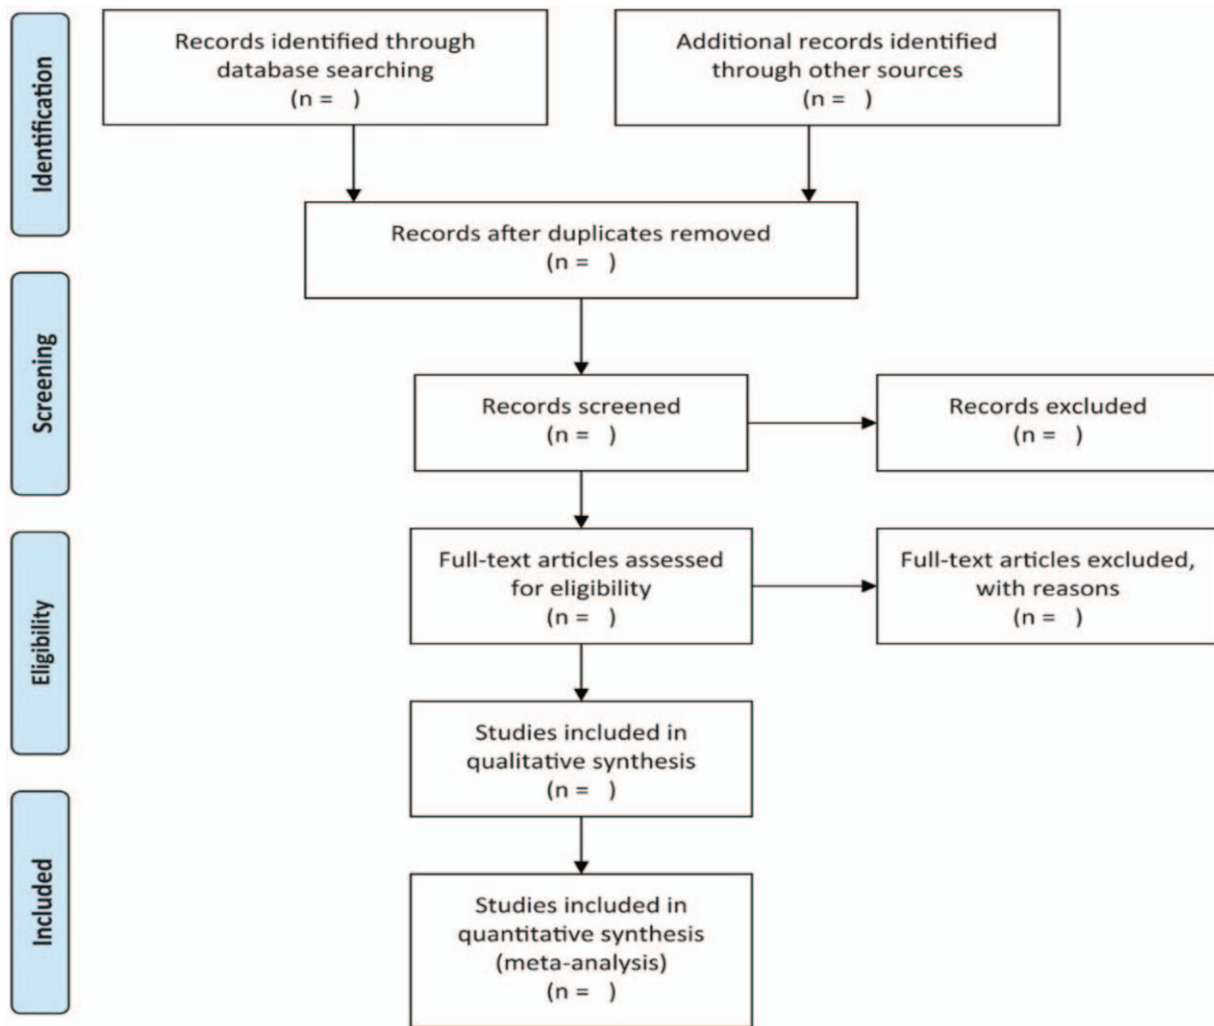 Identification
Records identified through
database searching
(n =   )
Additional records identified
through other sources
(n =   )
Records after duplicates removed
(n =   )
Screening
Records screened
(n =   )
Records excluded
(n =   )
Eligibility
Full-text articles assessed
for eligibility
(n =   )
Full-text articles excluded,
with reasons
(n =   )
Studies included in
qualitative synthesis
(n =   )
Included
Studies included in
quantitative synthesis
(meta-analysis)
(n =   )